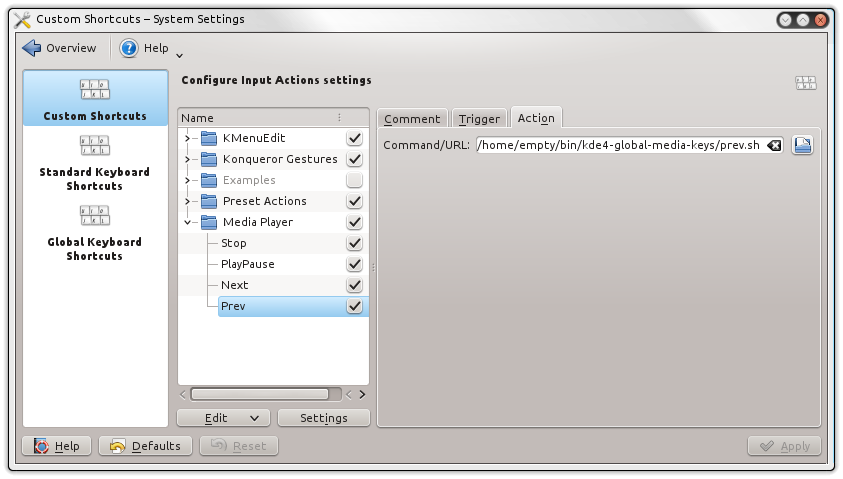 Custom Shortcuts – System Settings
Overview
Help
Custom Shortcuts
Standard Keyboard
Shortcuts
Global Keyboard
Shortcuts
Configure Input Actions settings
Name
KMenuEdit
Konqueror Gestures
Examples
Preset Actions
Media Player
Stop
PlayPause
Next
Prev
Edit
Settings
Comment
Trigger
Action
Command/URL: /home/empty/bin/kde4-global-media-keys/prev.sh
Help
Defaults
Reset
Apply